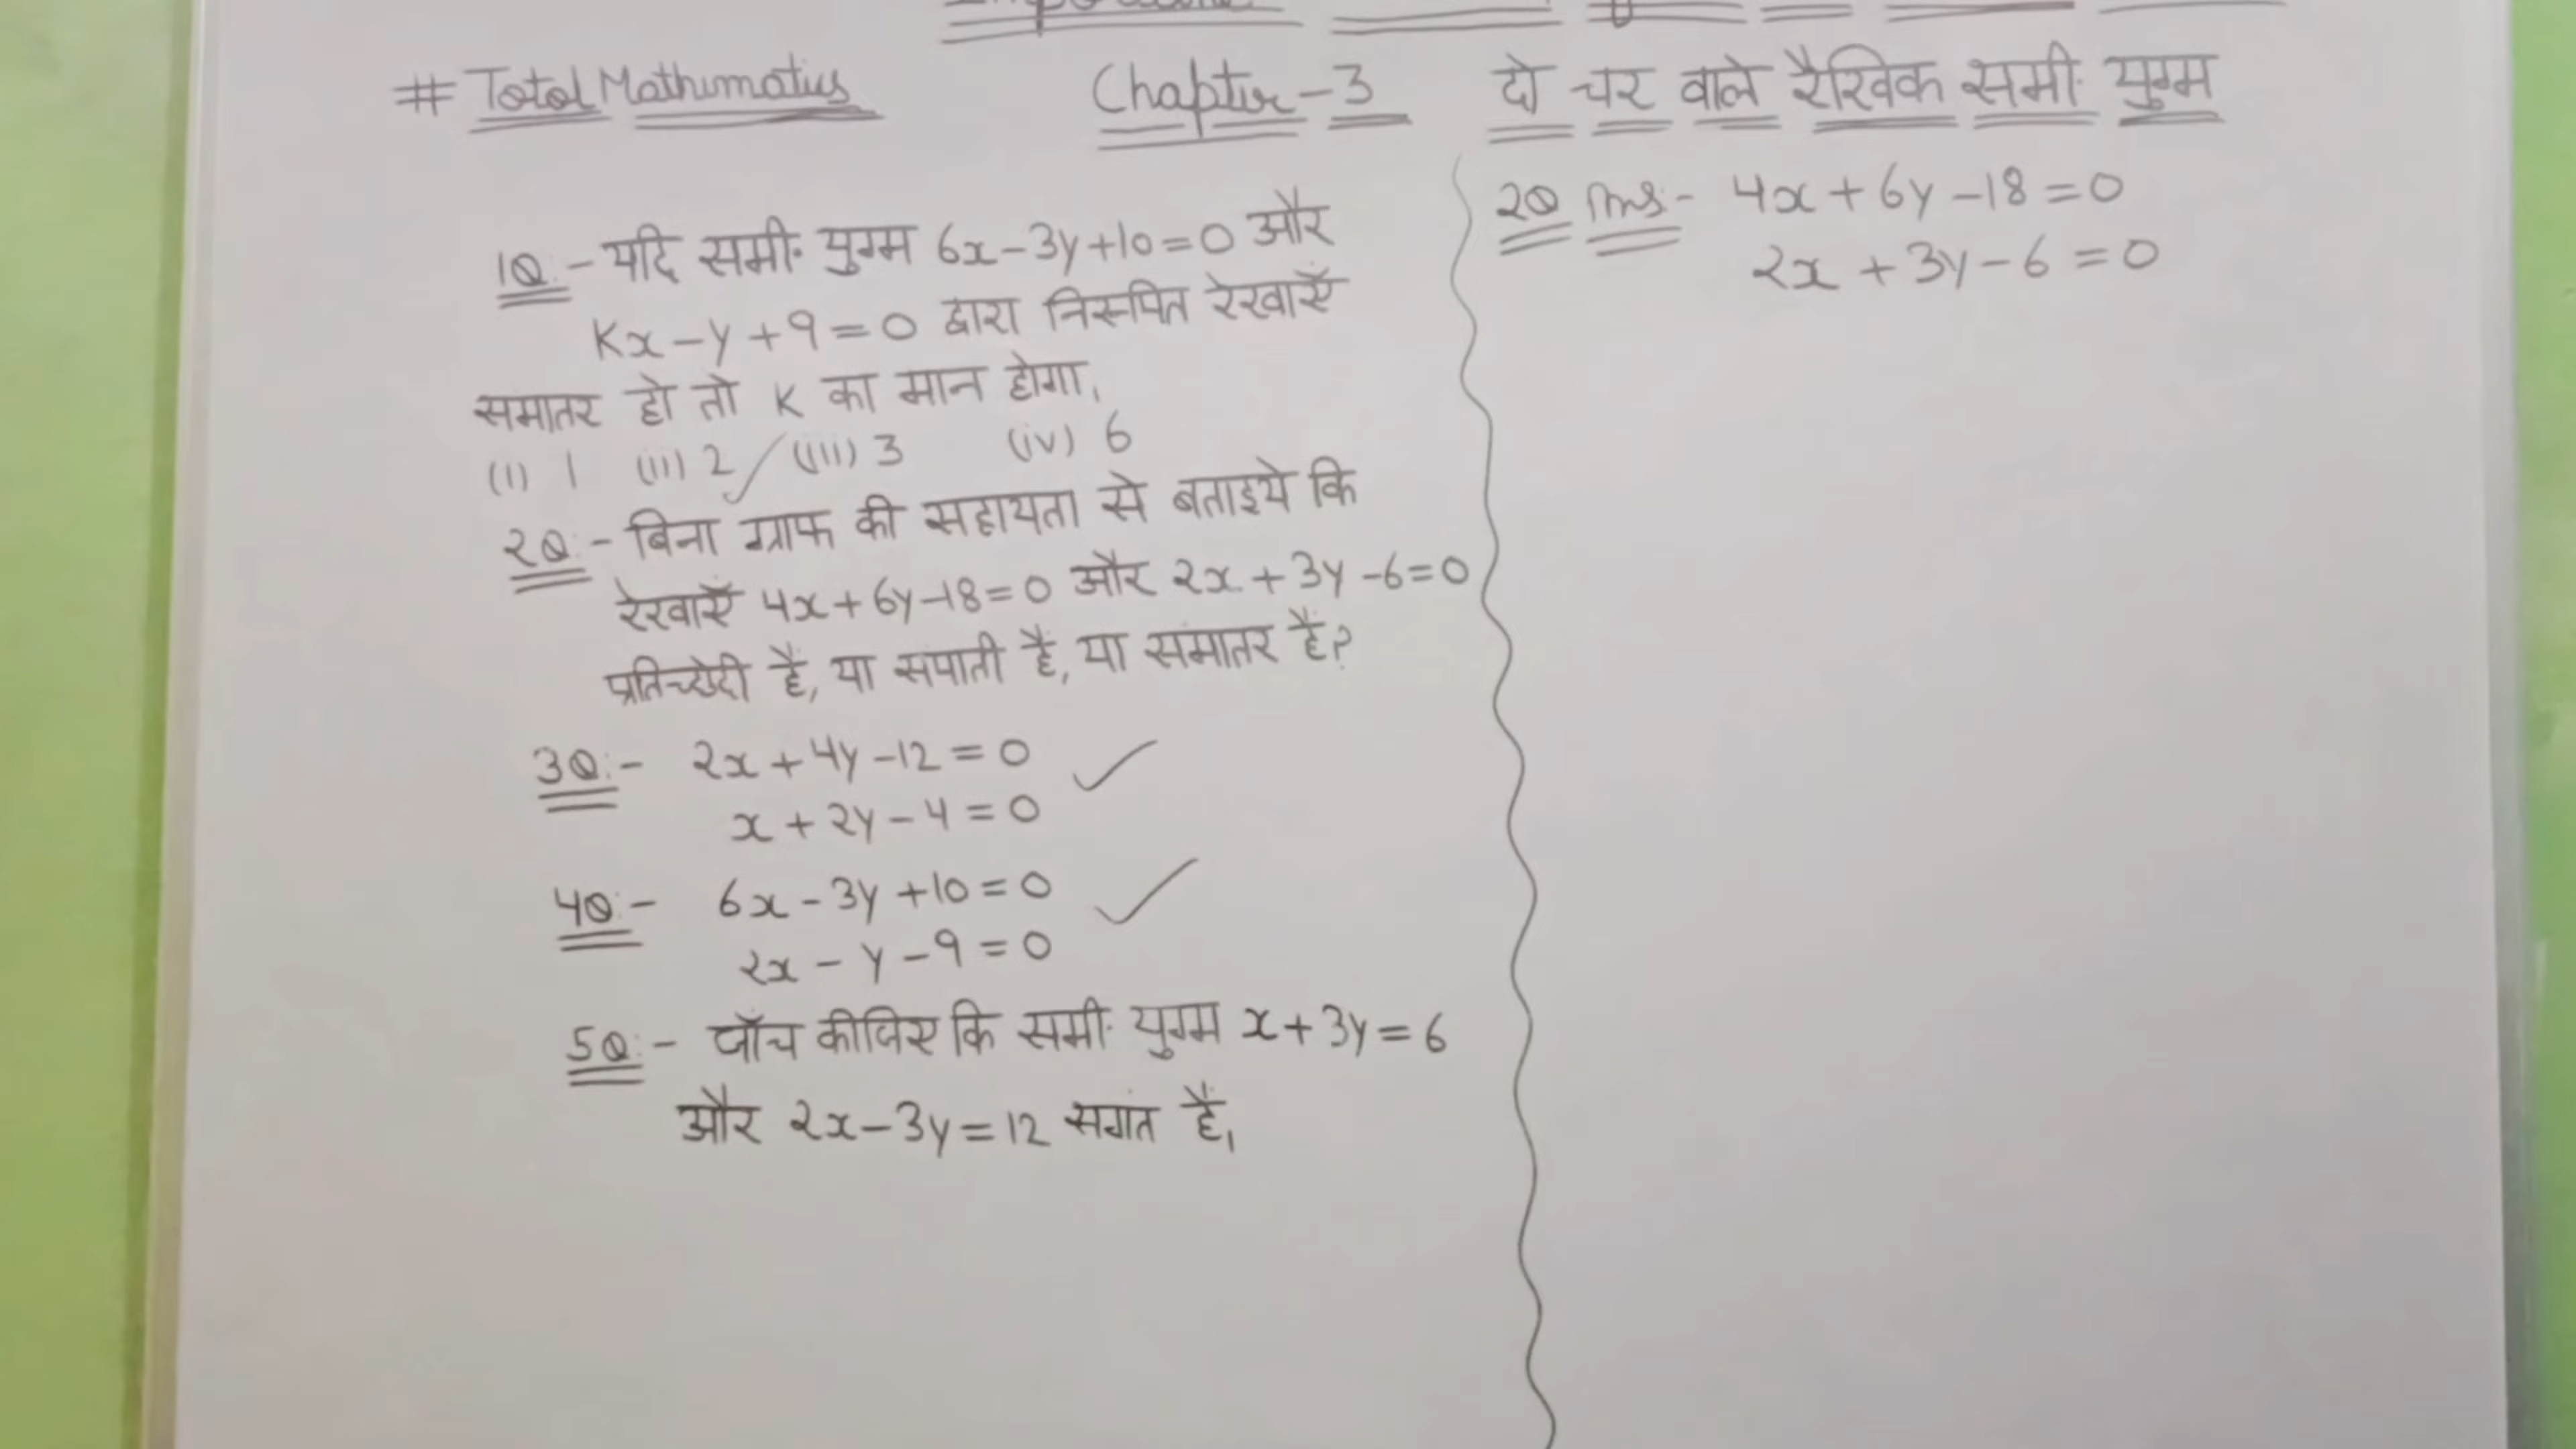 # Total Mathematics Chapter-3 दो चर वाले रैखिक समी. युग्म
1Q:- यदि समी. युग्म 6x-3y+10=0 और
Kx-y+9=0 द्वारा निरूपित रेखाएँ
समातर हो तो K का मान होगा,
(i) 1 (ii) 2 (iii) 3 (iv) 6
2Q:- बिना ग्राफ की सहायता से बताइये कि
रेखाएँ 4x+6y-18=0 और 2x+3y-6=0
प्रतिच्छेदी है, या संपाती है, या समांतर है?
3Q:- 2x+4y-12=0 ✓
x+2y-4=0
4Q:- 6x-3y+10=0 ✓
2x-y-9=0
5Q:- जाँच कीजिए कि समी. युग्म x+3y=6
और 2x-3y=12 सगंत है,
2Q Ans:- 4x+6y-18=0
2x+3y-6=0